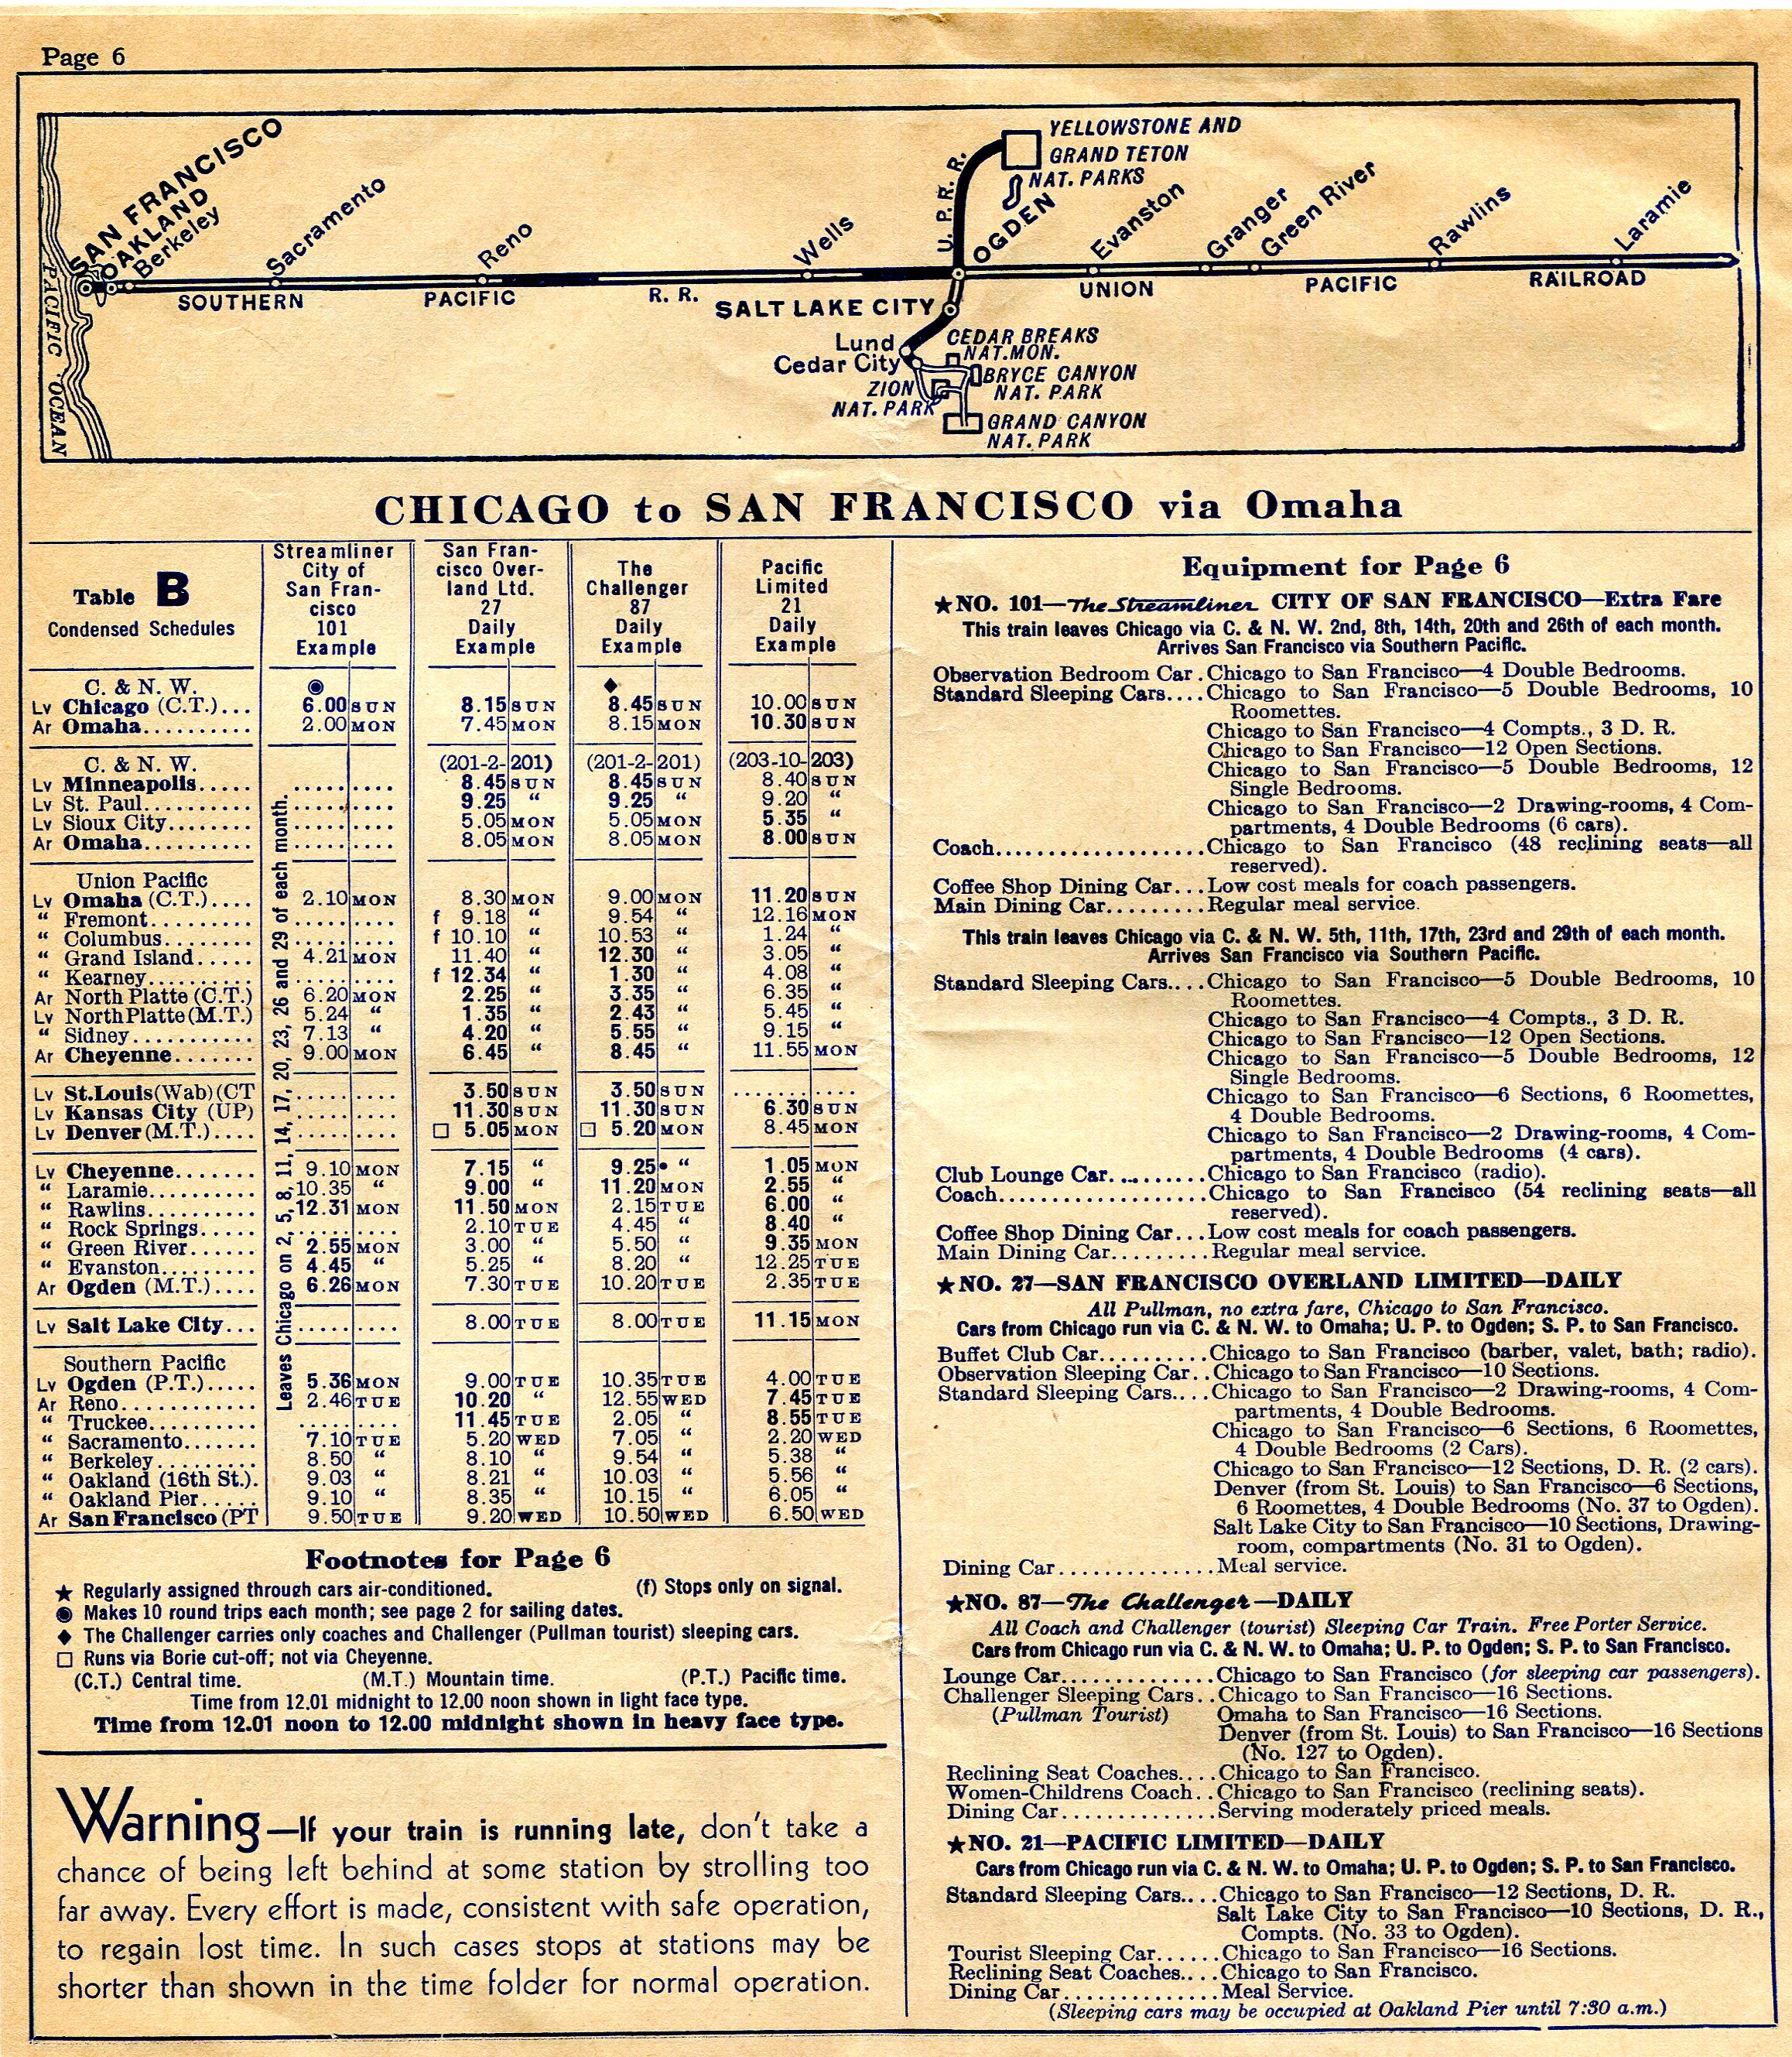 Page 6
SAN FRANCISCO
OAKLAND
Berkeley
Sacramento
Reno
Wells
U. P. R. R.
OGDEN
YELLOWSTONE AND
GRAND TETON
NAT. PARKS
Evanston
Granger
Green River
Rawlins
Laramie
PACIFIC OCEAN
SOUTHERN PACIFIC R. R.
SALT LAKE CITY
UNION PACIFIC RAILROAD
Lund
Cedar City
CEDAR BREAKS
NAT. MON.
ZION
NAT. PARK
BRYCE CANYON
NAT. PARK
GRAND CANYON
NAT. PARK
CHICAGO to SAN FRANCISCO via Omaha
Table B
Condensed Schedules
Streamliner
City of
San Fran-
cisco
101
Example
San Fran-
cisco Over-
land Ltd.
27
Daily
Example
The
Challenger
87
Daily
Example
Pacific
Limited
21
Daily
Example
Leaves Chicago on 2, 5, 8, 11, 14, 17, 20, 23, 26 and 29 of each month.
C. & N. W. ◉ ◆
Lv Chicago (C.T.)... 6.00 SUN 8.15 SUN 8.45 SUN 10.00 SUN
Ar Omaha.......... 2.00 MON 7.45 MON 8.15 MON 10.30 SUN
C. & N. W. (201-2-201) (201-2-201) (203-10-203)
Lv Minneapolis..... ......... 8.45 SUN 8.45 SUN 8.40 SUN
Lv St. Paul.......... ......... 9.25 “ 9.25 “ 9.20 “
Lv Sioux City........ ......... 5.05 MON 5.05 MON 5.35 “
Ar Omaha.......... ......... 8.05 MON 8.05 MON 8.00 SUN
Union Pacific
Lv Omaha (C.T.).... 2.10 MON 8.30 MON 9.00 MON 11.20 SUN
“ Fremont.......... ......... f 9.18 “ 9.54 “ 12.16 MON
“ Columbus......... ......... f 10.10 “ 10.53 “ 1.24 “
“ Grand Island..... 4.21 MON 11.40 “ 12.30 “ 3.05 “
“ Kearney.......... ......... f 12.34 “ 1.30 “ 4.08 “
Ar North Platte (C.T.) 6.20 MON 2.25 “ 3.35 “ 6.35 “
Lv North Platte (M.T.) 5.24 “ 1.35 “ 2.43 “ 5.45 “
“ Sidney........... 7.13 “ 4.20 “ 5.55 “ 9.15 “
Ar Cheyenne....... 9.00 MON 6.45 “ 8.45 “ 11.55 MON
Lv St.Louis(Wab)(CT ......... 3.50 SUN 3.50 SUN .........
Lv Kansas City (UP) ......... 11.30 SUN 11.30 SUN 6.30 SUN
Lv Denver (M.T.).... ......... □ 5.05 MON □ 5.20 MON 8.45 MON
Lv Cheyenne....... 9.10 MON 7.15 “ 9.25 “ 1.05 MON
“ Laramie.......... 10.35 “ 9.00 “ 11.20 MON 2.55 “
“ Rawlins.......... 12.31 MON 11.50 MON 2.15 TUE 6.00 “
“ Rock Springs..... ......... 2.10 TUE 4.45 “ 8.40 “
“ Green River...... 2.55 MON 3.00 “ 5.50 “ 9.35 MON
“ Evanston......... 4.45 “ 5.25 “ 8.20 “ 12.25 TUE
Ar Ogden (M.T.).... 6.26 MON 7.30 TUE 10.20 TUE 2.35 TUE
Lv Salt Lake City... ......... 8.00 TUE 8.00 TUE 11.15 MON
Southern Pacific
Lv Ogden (P.T.)..... 5.36 MON 9.00 TUE 10.35 TUE 4.00 TUE
Ar Reno............ 2.46 TUE 10.20 “ 12.55 WED 7.45 TUE
“ Truckee.......... ......... 11.45 TUE 2.05 “ 8.55 TUE
“ Sacramento....... 7.10 TUE 5.20 WED 7.05 “ 2.20 WED
“ Berkeley......... 8.50 “ 8.10 “ 9.54 “ 5.38 “
“ Oakland (16th St.). 9.03 “ 8.21 “ 10.03 “ 5.56 “
“ Oakland Pier..... 9.10 “ 8.35 “ 10.15 “ 6.05 “
Ar San Francisco (PT 9.50 TUE 9.20 WED 10.50 WED 6.50 WED
Footnotes for Page 6
★ Regularly assigned through cars air-conditioned. (f) Stops only on signal.
◉ Makes 10 round trips each month; see page 2 for sailing dates.
◆ The Challenger carries only coaches and Challenger (Pullman tourist) sleeping cars.
□ Runs via Borie cut-off; not via Cheyenne.
(C.T.) Central time. (M.T.) Mountain time. (P.T.) Pacific time.
Time from 12.01 midnight to 12.00 noon shown in light face type.
Time from 12.01 noon to 12.00 midnight shown in heavy face type.
Warning—If your train is running late, don't take a
chance of being left behind at some station by strolling too
far away. Every effort is made, consistent with safe operation,
to regain lost time. In such cases stops at stations may be
shorter than shown in the time folder for normal operation.
Equipment for Page 6
★NO. 101—The Streamliner CITY OF SAN FRANCISCO—Extra Fare
This train leaves Chicago via C. & N. W. 2nd, 8th, 14th, 20th and 26th of each month.
Arrives San Francisco via Southern Pacific.
Observation Bedroom Car . Chicago to San Francisco—4 Double Bedrooms.
Standard Sleeping Cars.... Chicago to San Francisco—5 Double Bedrooms, 10
Roomettes.
Chicago to San Francisco—4 Compts., 3 D. R.
Chicago to San Francisco—12 Open Sections.
Chicago to San Francisco—5 Double Bedrooms, 12
Single Bedrooms.
Chicago to San Francisco—2 Drawing-rooms, 4 Com-
partments, 4 Double Bedrooms (6 cars).
Coach.................... Chicago to San Francisco (48 reclining seats—all
reserved).
Coffee Shop Dining Car... Low cost meals for coach passengers.
Main Dining Car......... Regular meal service.
This train leaves Chicago via C. & N. W. 5th, 11th, 17th, 23rd and 29th of each month.
Arrives San Francisco via Southern Pacific.
Standard Sleeping Cars.... Chicago to San Francisco—5 Double Bedrooms, 10
Roomettes.
Chicago to San Francisco—4 Compts., 3 D. R.
Chicago to San Francisco—12 Open Sections.
Chicago to San Francisco—5 Double Bedrooms, 12
Single Bedrooms.
Chicago to San Francisco—6 Sections, 6 Roomettes,
4 Double Bedrooms.
Chicago to San Francisco—2 Drawing-rooms, 4 Com-
partments, 4 Double Bedrooms (4 cars).
Club Lounge Car.......... Chicago to San Francisco (radio).
Coach.................... Chicago to San Francisco (54 reclining seats—all
reserved).
Coffee Shop Dining Car... Low cost meals for coach passengers.
Main Dining Car......... Regular meal service.
★NO. 27—SAN FRANCISCO OVERLAND LIMITED—DAILY
All Pullman, no extra fare, Chicago to San Francisco.
Cars from Chicago run via C. & N. W. to Omaha; U. P. to Ogden; S. P. to San Francisco.
Buffet Club Car.......... Chicago to San Francisco (barber, valet, bath; radio).
Observation Sleeping Car.. Chicago to San Francisco—10 Sections.
Standard Sleeping Cars.... Chicago to San Francisco—2 Drawing-rooms, 4 Com-
partments, 4 Double Bedrooms.
Chicago to San Francisco—6 Sections, 6 Roomettes,
4 Double Bedrooms (2 Cars).
Chicago to San Francisco—12 Sections, D. R. (2 cars).
Denver (from St. Louis) to San Francisco—6 Sections,
6 Roomettes, 4 Double Bedrooms (No. 37 to Ogden).
Salt Lake City to San Francisco—10 Sections, Drawing-
room, compartments (No. 31 to Ogden).
Dining Car............... Meal service.
★NO. 87—The Challenger—DAILY
All Coach and Challenger (tourist) Sleeping Car Train. Free Porter Service.
Cars from Chicago run via C. & N. W. to Omaha; U. P. to Ogden; S. P. to San Francisco.
Lounge Car............... Chicago to San Francisco (for sleeping car passengers).
Challenger Sleeping Cars.. Chicago to San Francisco—16 Sections.
(Pullman Tourist) Omaha to San Francisco—16 Sections.
Denver (from St. Louis) to San Francisco—16 Sections
(No. 127 to Ogden).
Reclining Seat Coaches.... Chicago to San Francisco.
Women-Childrens Coach.. Chicago to San Francisco (reclining seats).
Dining Car............... Serving moderately priced meals.
★NO. 21—PACIFIC LIMITED—DAILY
Cars from Chicago run via C. & N. W. to Omaha; U. P. to Ogden; S. P. to San Francisco.
Standard Sleeping Cars.... Chicago to San Francisco—12 Sections, D. R.
Salt Lake City to San Francisco—10 Sections, D. R.,
Compts. (No. 33 to Ogden).
Tourist Sleeping Car...... Chicago to San Francisco—16 Sections.
Reclining Seat Coaches.... Chicago to San Francisco.
Dining Car............... Meal Service.
(Sleeping cars may be occupied at Oakland Pier until 7:30 a.m.)